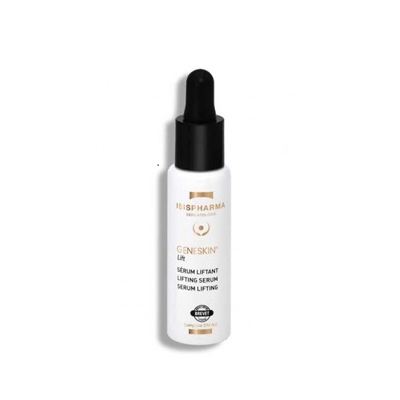 ISISPHARMA
GENESKIN®
Lift
SÉRUM LIFTANT
LIFTING SERUM
SERUM LIFTING
BREVET